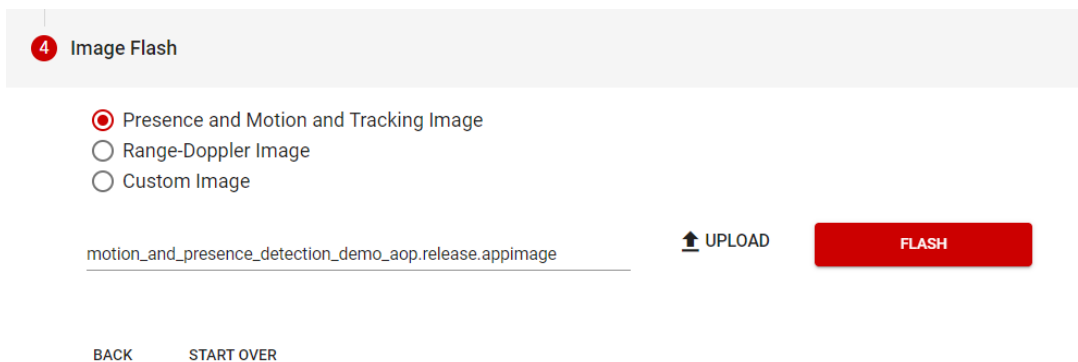 4 Image Flash
Presence and Motion and Tracking Image
Range-Doppler Image
Custom Image
motion_and_presence_detection_demo_aop.release.appimage UPLOAD FLASH
BACK START OVER